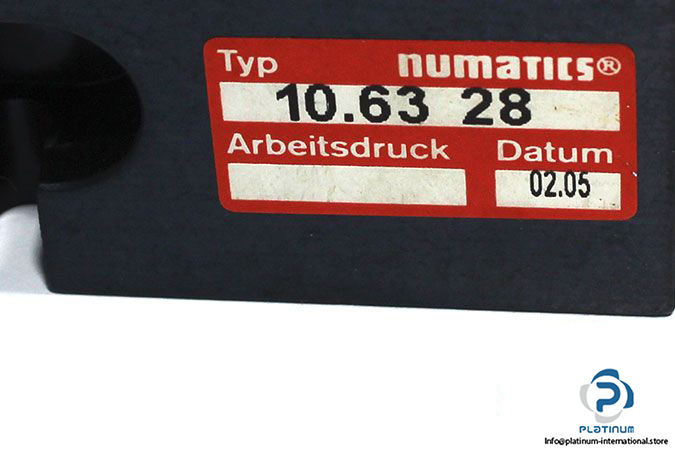 Typ numatics®
10.63 28
Arbeitsdruck Datum
02.05
P
PLATINUM
Info@platinum-international.store